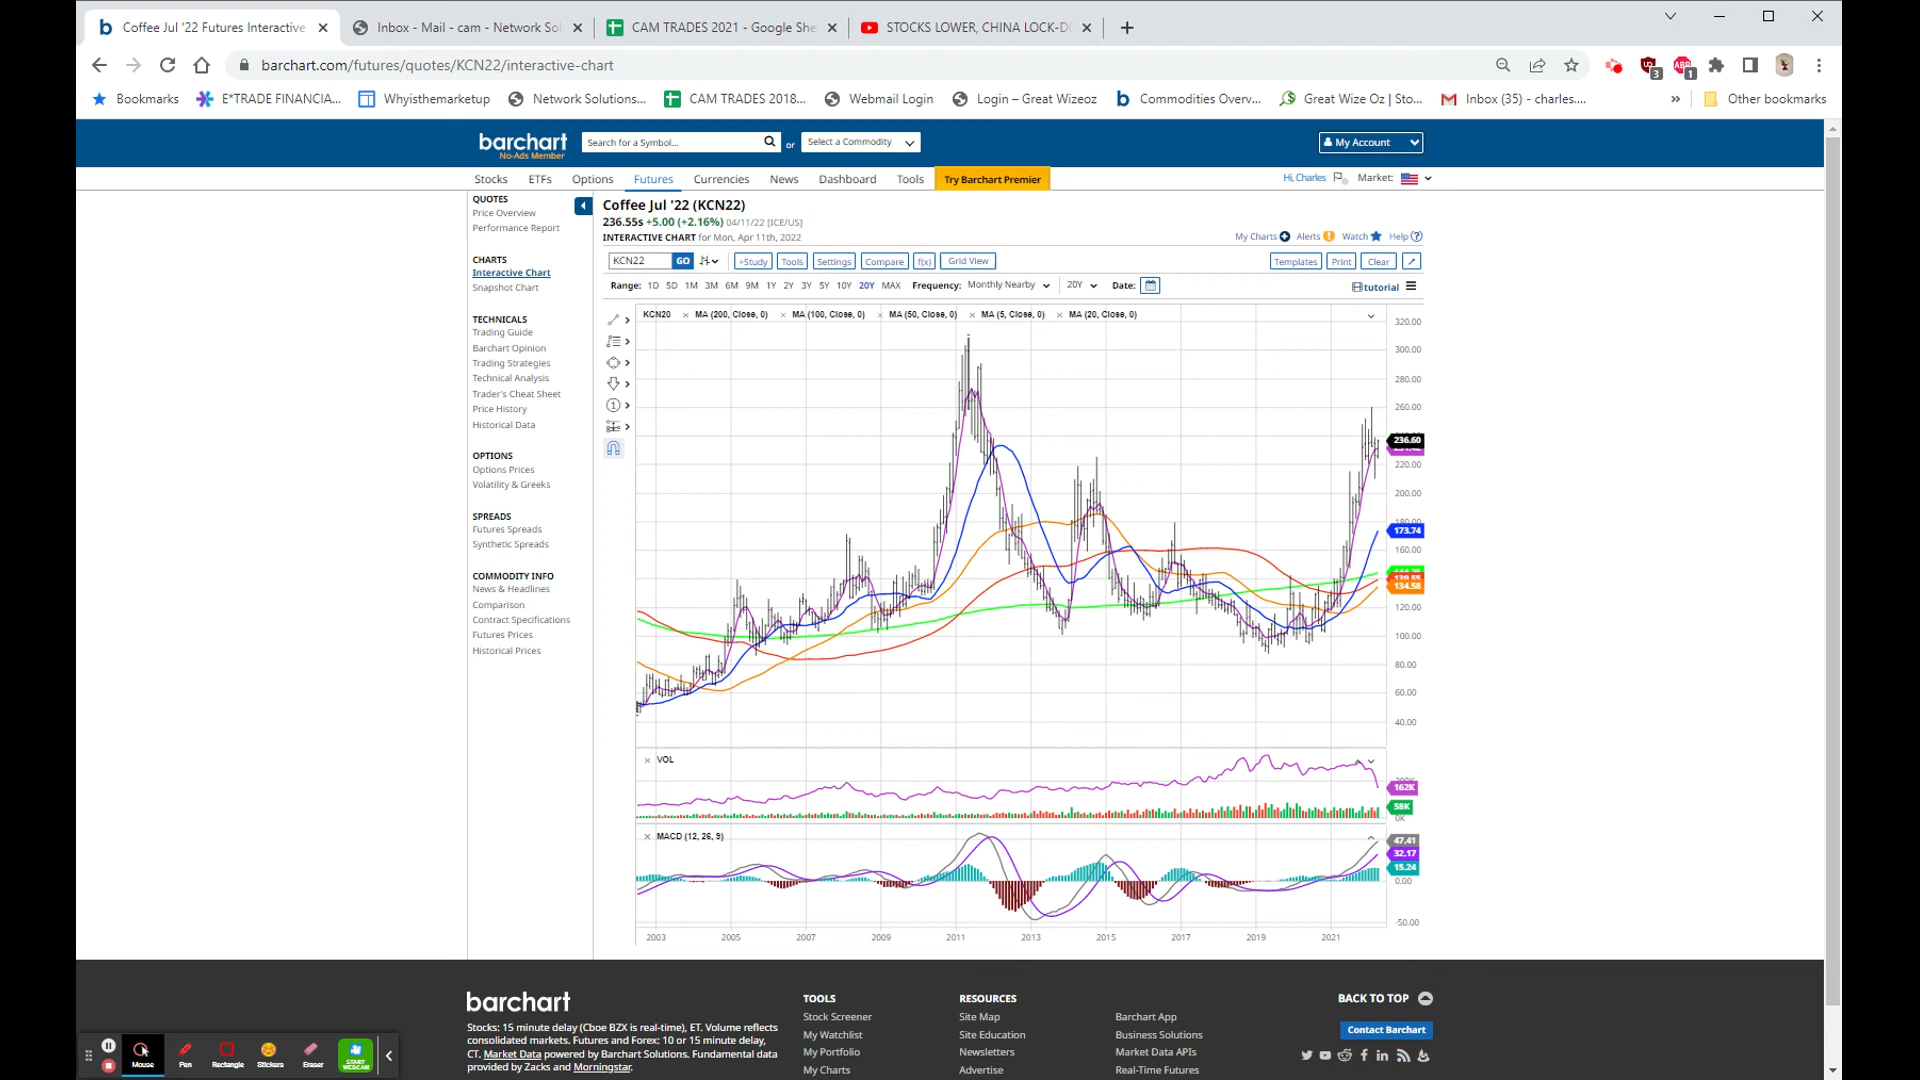 Coffee Jul '22 Futures Interactive
Inbox - Mail - cam - Network Sol
CAM TRADES 2021 - Google She
STOCKS LOWER, CHINA LOCK-DO
barchart.com/futures/quotes/KCN22/interactive-chart
3
1
Bookmarks
E*TRADE FINANCIA...
Whyisthemarketup
Network Solutions...
CAM TRADES 2018...
Webmail Login
Login – Great Wizeoz
Commodities Overv...
Great Wize Oz | Sto...
Inbox (35) - charles....
»
Other bookmarks
barchart
No-Ads Member
Search for a Symbol...
or
Select a Commodity
My Account
Stocks
ETFs
Options
Futures
Currencies
News
Dashboard
Tools
Try Barchart Premier
Hi, Charles
Market:
QUOTES
Price Overview
Performance Report
CHARTS
Interactive Chart
Snapshot Chart
TECHNICALS
Trading Guide
Barchart Opinion
Trading Strategies
Technical Analysis
Trader's Cheat Sheet
Price History
Historical Data
OPTIONS
Options Prices
Volatility & Greeks
SPREADS
Futures Spreads
Synthetic Spreads
COMMODITY INFO
News & Headlines
Comparison
Contract Specifications
Futures Prices
Historical Prices
Coffee Jul '22 (KCN22)
236.55s +5.00 (+2.16%) 04/11/22 [ICE/US]
INTERACTIVE CHART for Mon, Apr 11th, 2022
My Charts
Alerts
Watch
Help
KCN22
GO
+Study
Tools
Settings
Compare
f(x)
Grid View
Templates
Print
Clear
Range: 1D 5D 1M 3M 6M 9M 1Y 2Y 3Y 5Y 10Y 20Y MAX
Frequency: Monthly Nearby
20Y
Date:
tutorial
KCN20
× MA (200, Close, 0)
× MA (100, Close, 0)
× MA (50, Close, 0)
× MA (5, Close, 0)
× MA (20, Close, 0)
320.00
300.00
280.00
260.00
236.60
220.00
200.00
180.00
173.74
160.00
134.58
120.00
100.00
80.00
60.00
40.00
× VOL
162K
58K
0K
× MACD (12, 26, 9)
47.41
32.17
15.24
0.00
-50.00
2003
2005
2007
2009
2011
2013
2015
2017
2019
2021
barchart
Stocks: 15 minute delay (Cboe BZX is real-time), ET. Volume reflects
consolidated markets. Futures and Forex: 10 or 15 minute delay,
CT. Market Data powered by Barchart Solutions. Fundamental data
provided by Zacks and Morningstar.
TOOLS
Stock Screener
My Watchlist
My Portfolio
My Charts
RESOURCES
Site Map
Site Education
Newsletters
Advertise
Barchart App
Business Solutions
Market Data APIs
Real-Time Futures
BACK TO TOP
Contact Barchart
Mouse
Pen
Rectangle
Stickers
Eraser
START
WEBCAM